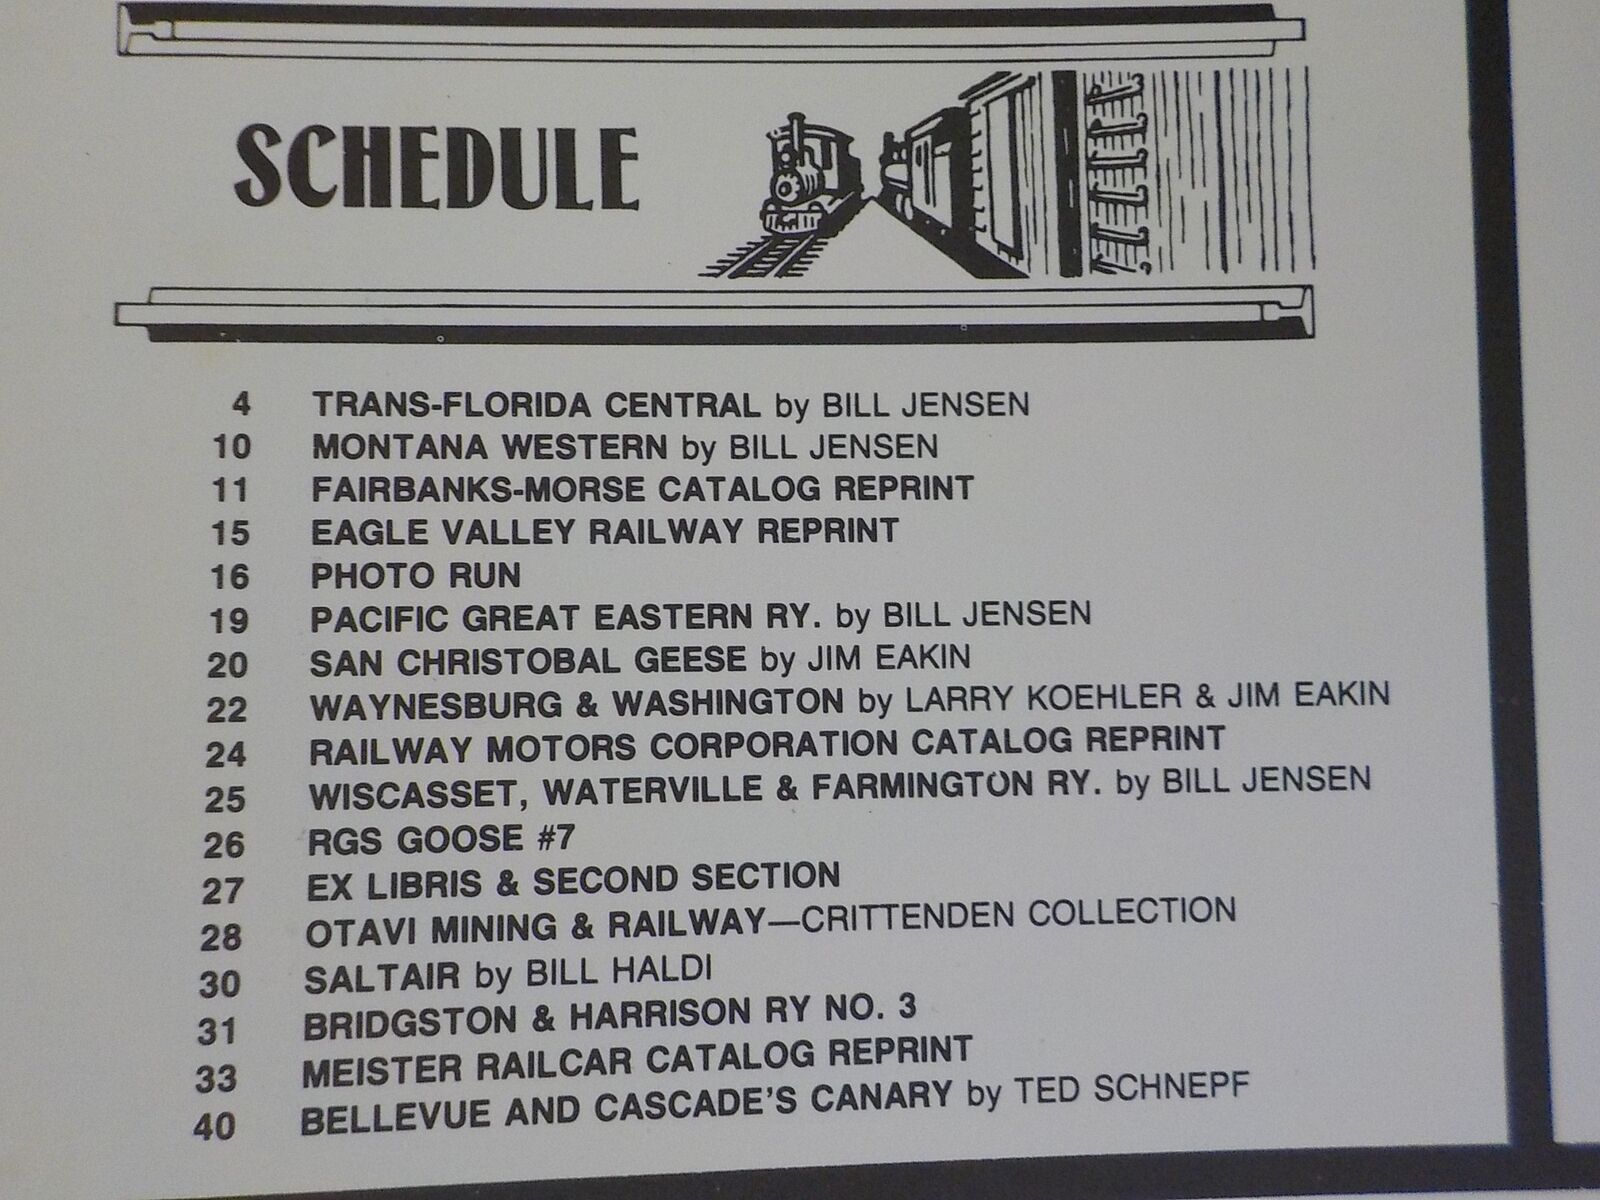 SCHEDULE
4 TRANS-FLORIDA CENTRAL by BILL JENSEN
10 MONTANA WESTERN by BILL JENSEN
11 FAIRBANKS-MORSE CATALOG REPRINT
15 EAGLE VALLEY RAILWAY REPRINT
16 PHOTO RUN
19 PACIFIC GREAT EASTERN RY. by BILL JENSEN
20 SAN CHRISTOBAL GEESE by JIM EAKIN
22 WAYNESBURG & WASHINGTON by LARRY KOEHLER & JIM EAKIN
24 RAILWAY MOTORS CORPORATION CATALOG REPRINT
25 WISCASSET, WATERVILLE & FARMINGTON RY. by BILL JENSEN
26 RGS GOOSE #7
27 EX LIBRIS & SECOND SECTION
28 OTAVI MINING & RAILWAY—CRITTENDEN COLLECTION
30 SALTAIR by BILL HALDI
31 BRIDGSTON & HARRISON RY NO. 3
33 MEISTER RAILCAR CATALOG REPRINT
40 BELLEVUE AND CASCADE'S CANARY by TED SCHNEPF